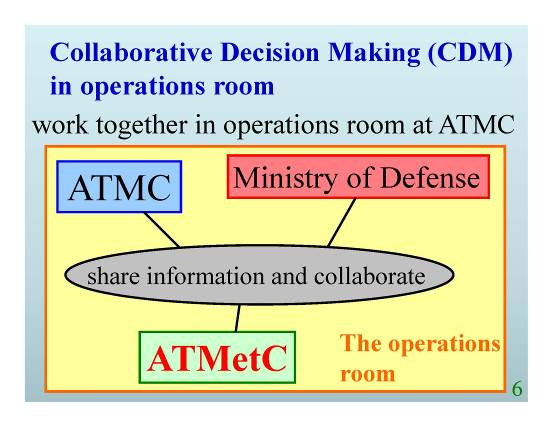 Collaborative Decision Making (CDM)
in operations room
work together in operations room at ATMC
ATMC
Ministry of Defense
share information and collaborate
ATMetC
The operations
room
6